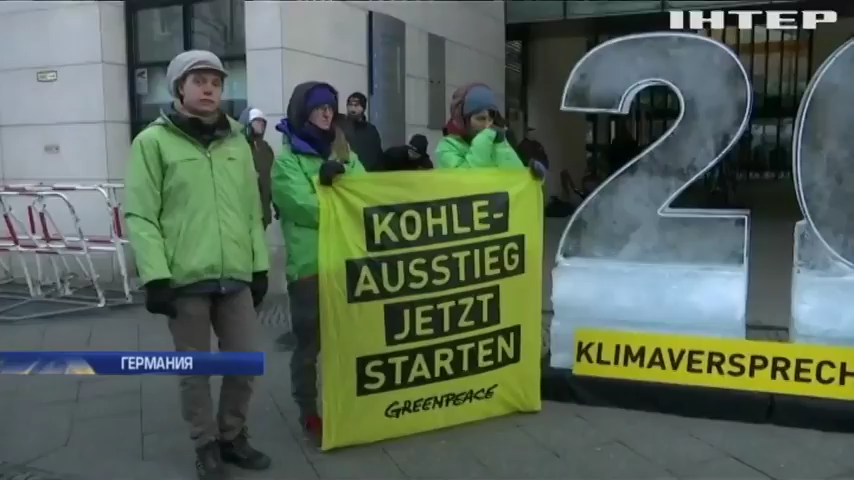 ІНТЕР
2
KOHLE-
AUSSTIEG
JETZT
STARTEN
GREENPEACE
KLIMAVERSPRECH
ГЕРМАНИЯ